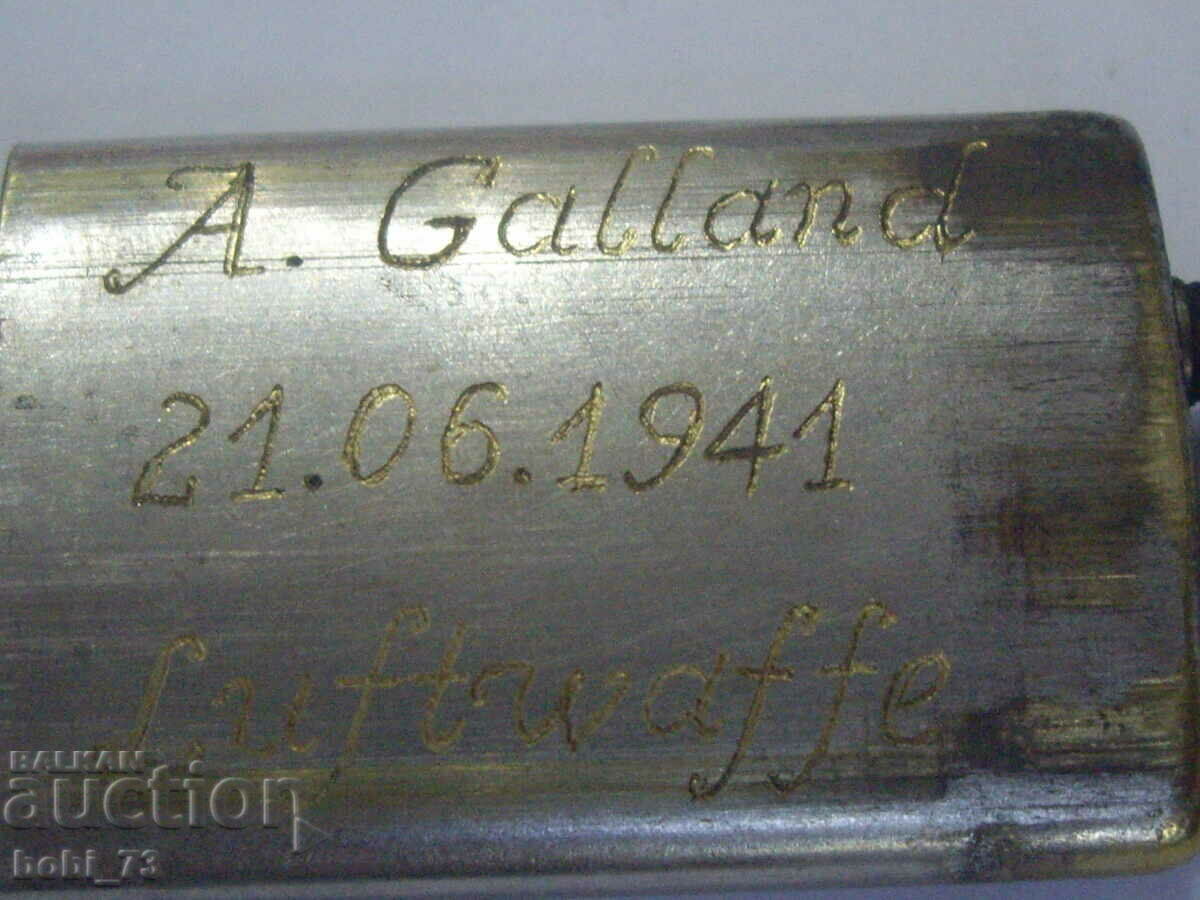 A. Galland
21.06.1941
Luftwaffe
BALKAN
auction
bobi_73